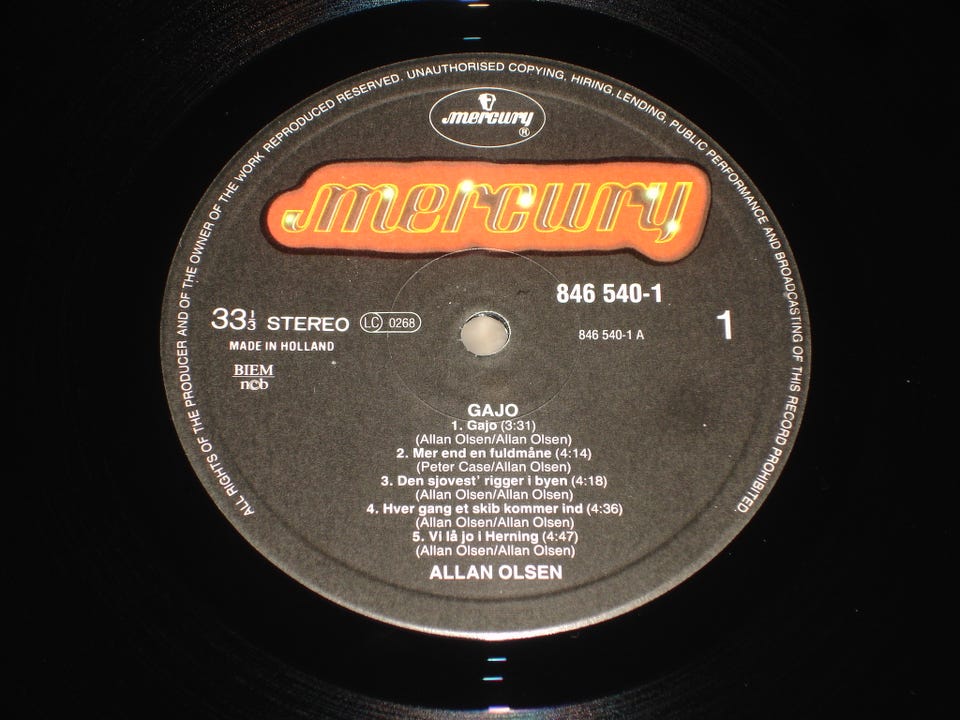 ALL RIGHTS OF THE PRODUCER AND OF THE OWNER OF THE WORK REPRODUCED RESERVED. UNAUTHORISED COPYING, HIRING, LENDING, PUBLIC PERFORMANCE AND BROADCASTING OF THIS RECORD PROHIBITED.
mercury ®
mercury
846 540-1
33⅓ STEREO LC 0268
846 540-1 A
1
MADE IN HOLLAND
BIEM
ncb
GAJO
1. Gajo (3:31)
(Allan Olsen/Allan Olsen)
2. Mer end en fuldmåne (4:14)
(Peter Case/Allan Olsen)
3. Den sjovest' rigger i byen (4:18)
(Allan Olsen/Allan Olsen)
4. Hver gang et skib kommer ind (4:36)
(Allan Olsen/Allan Olsen)
5. Vi lå jo i Herning (4:47)
(Allan Olsen/Allan Olsen)
ALLAN OLSEN